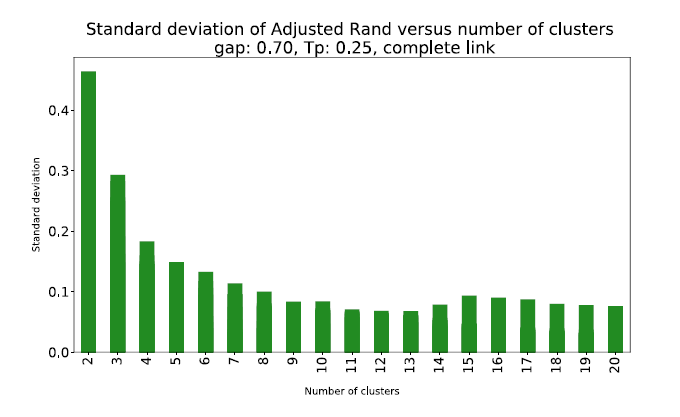 Standard deviation of Adjusted Rand versus number of clusters
gap: 0.70, Tp: 0.25, complete link
Standard deviation
0.4
0.3
0.2
0.1
0.0
2 3 4 5 6 7 8 9 10 11 12 13 14 15 16 17 18 19 20
Number of clusters